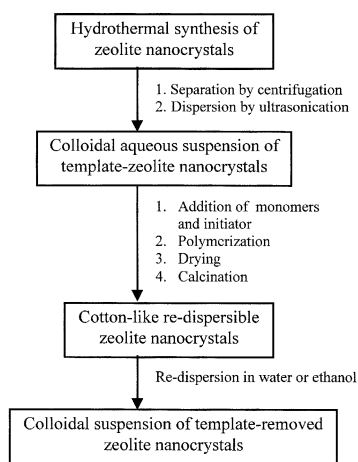 Hydrothermal synthesis of
zeolite nanocrystals
1. Separation by centrifugation
2. Dispersion by ultrasonication
Colloidal aqueous suspension of
template-zeolite nanocrystals
1. Addition of monomers
and initiator
2. Polymerization
3. Drying
4. Calcination
Cotton-like re-dispersible
zeolite nanocrystals
Re-dispersion in water or ethanol
Colloidal suspension of template-removed
zeolite nanocrystals